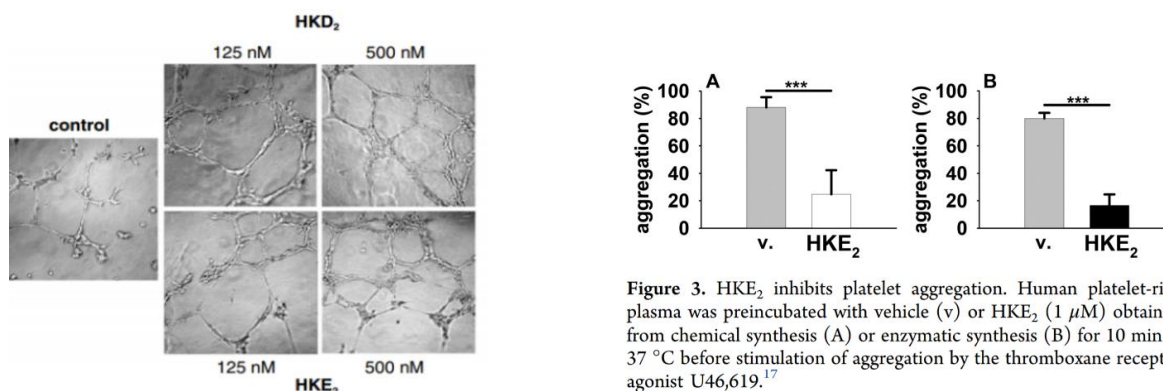 HKD₂
125 nM 500 nM
control
125 nM 500 nM
HKE₂
A
aggregation (%)
100
80
60
40
20
0
***
v. HKE₂
B
aggregation (%)
100
80
60
40
20
0
***
v. HKE₂
Figure 3. HKE₂ inhibits platelet aggregation. Human platelet-ri
plasma was preincubated with vehicle (v) or HKE₂ (1 μM) obtain
from chemical synthesis (A) or enzymatic synthesis (B) for 10 min
37 °C before stimulation of aggregation by the thromboxane recept
agonist U46,619.¹⁷